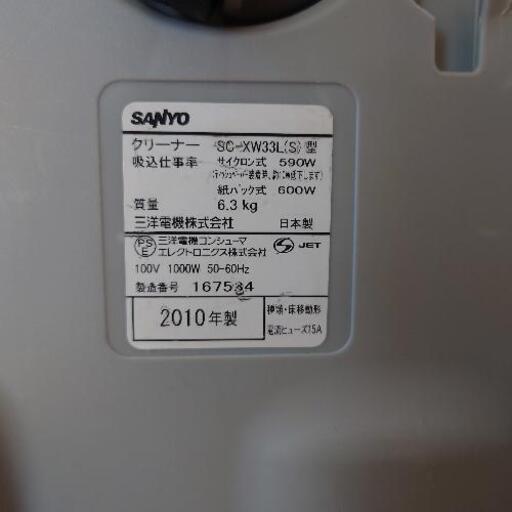 SANYO
クリーナー SC-XW33L(S)型
吸込仕事率 サイクロン式 590W
紙パック式 600W
質量 6.3 kg
三洋電機株式会社 日本製
PSE 三洋電機コンシューマ
エレクトロニクス株式会社 S JET
100V 1000W 50-60Hz
製造番号 167534
2010年製
種類・床移動形
電流ヒューズ15A